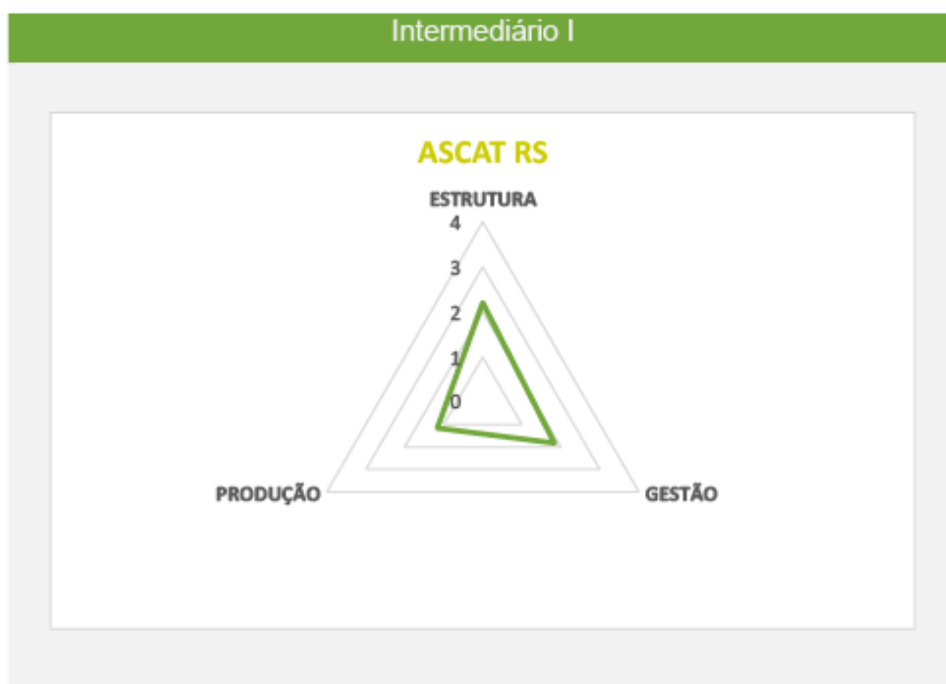 Intermediário I
ASCAT RS
ESTRUTURA
4
3
2
1
0
PRODUÇÃO
GESTÃO